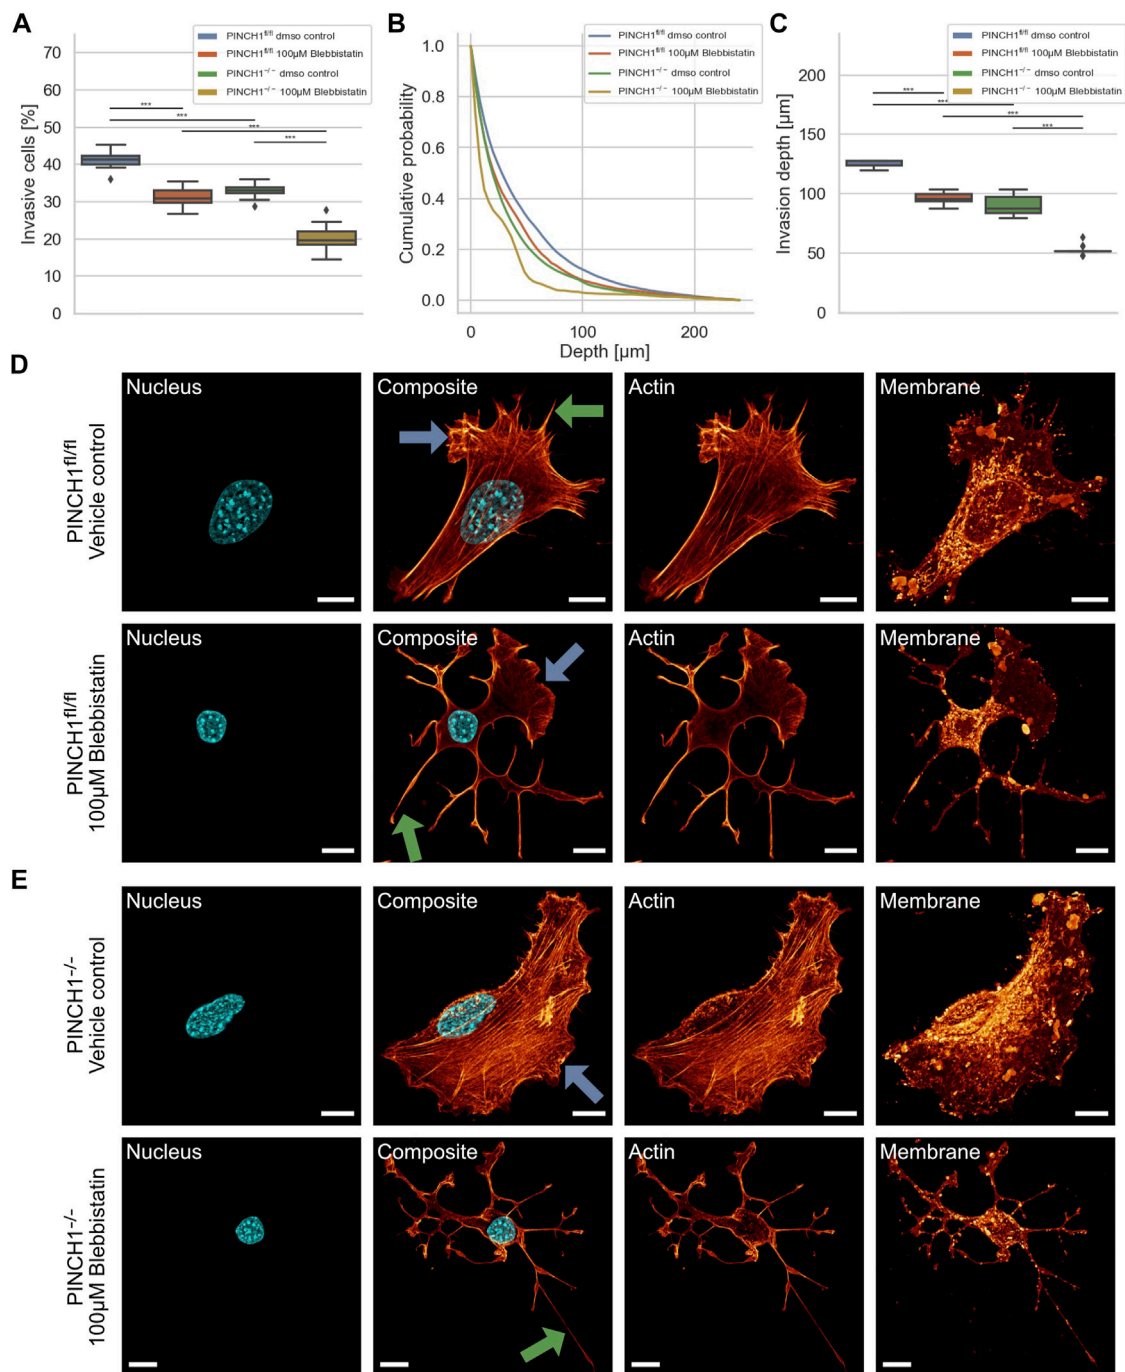 A
PINCH1fl/fl dmso control
PINCH1fl/fl 100µM Blebbistatin
PINCH1−/− dmso control
PINCH1−/− 100µM Blebbistatin
Invasive cells [%]
70
60
50
40
30
20
10
0
***
***
***
***
B
PINCH1fl/fl dmso control
PINCH1fl/fl 100µM Blebbistatin
PINCH1−/− dmso control
PINCH1−/− 100µM Blebbistatin
Cumulative probability
1.0
0.8
0.6
0.4
0.2
0.0
0 100 200
Depth [µm]
C
PINCH1fl/fl dmso control
PINCH1fl/fl 100µM Blebbistatin
PINCH1−/− dmso control
PINCH1−/− 100µM Blebbistatin
Invasion depth [µm]
200
150
100
50
0
***
***
***
***
D
PINCH1fl/fl
Vehicle control
Nucleus Composite Actin Membrane
PINCH1fl/fl
100µM Blebbistatin
Nucleus Composite Actin Membrane
E
PINCH1-/-
Vehicle control
Nucleus Composite Actin Membrane
PINCH1-/-
100µM Blebbistatin
Nucleus Composite Actin Membrane